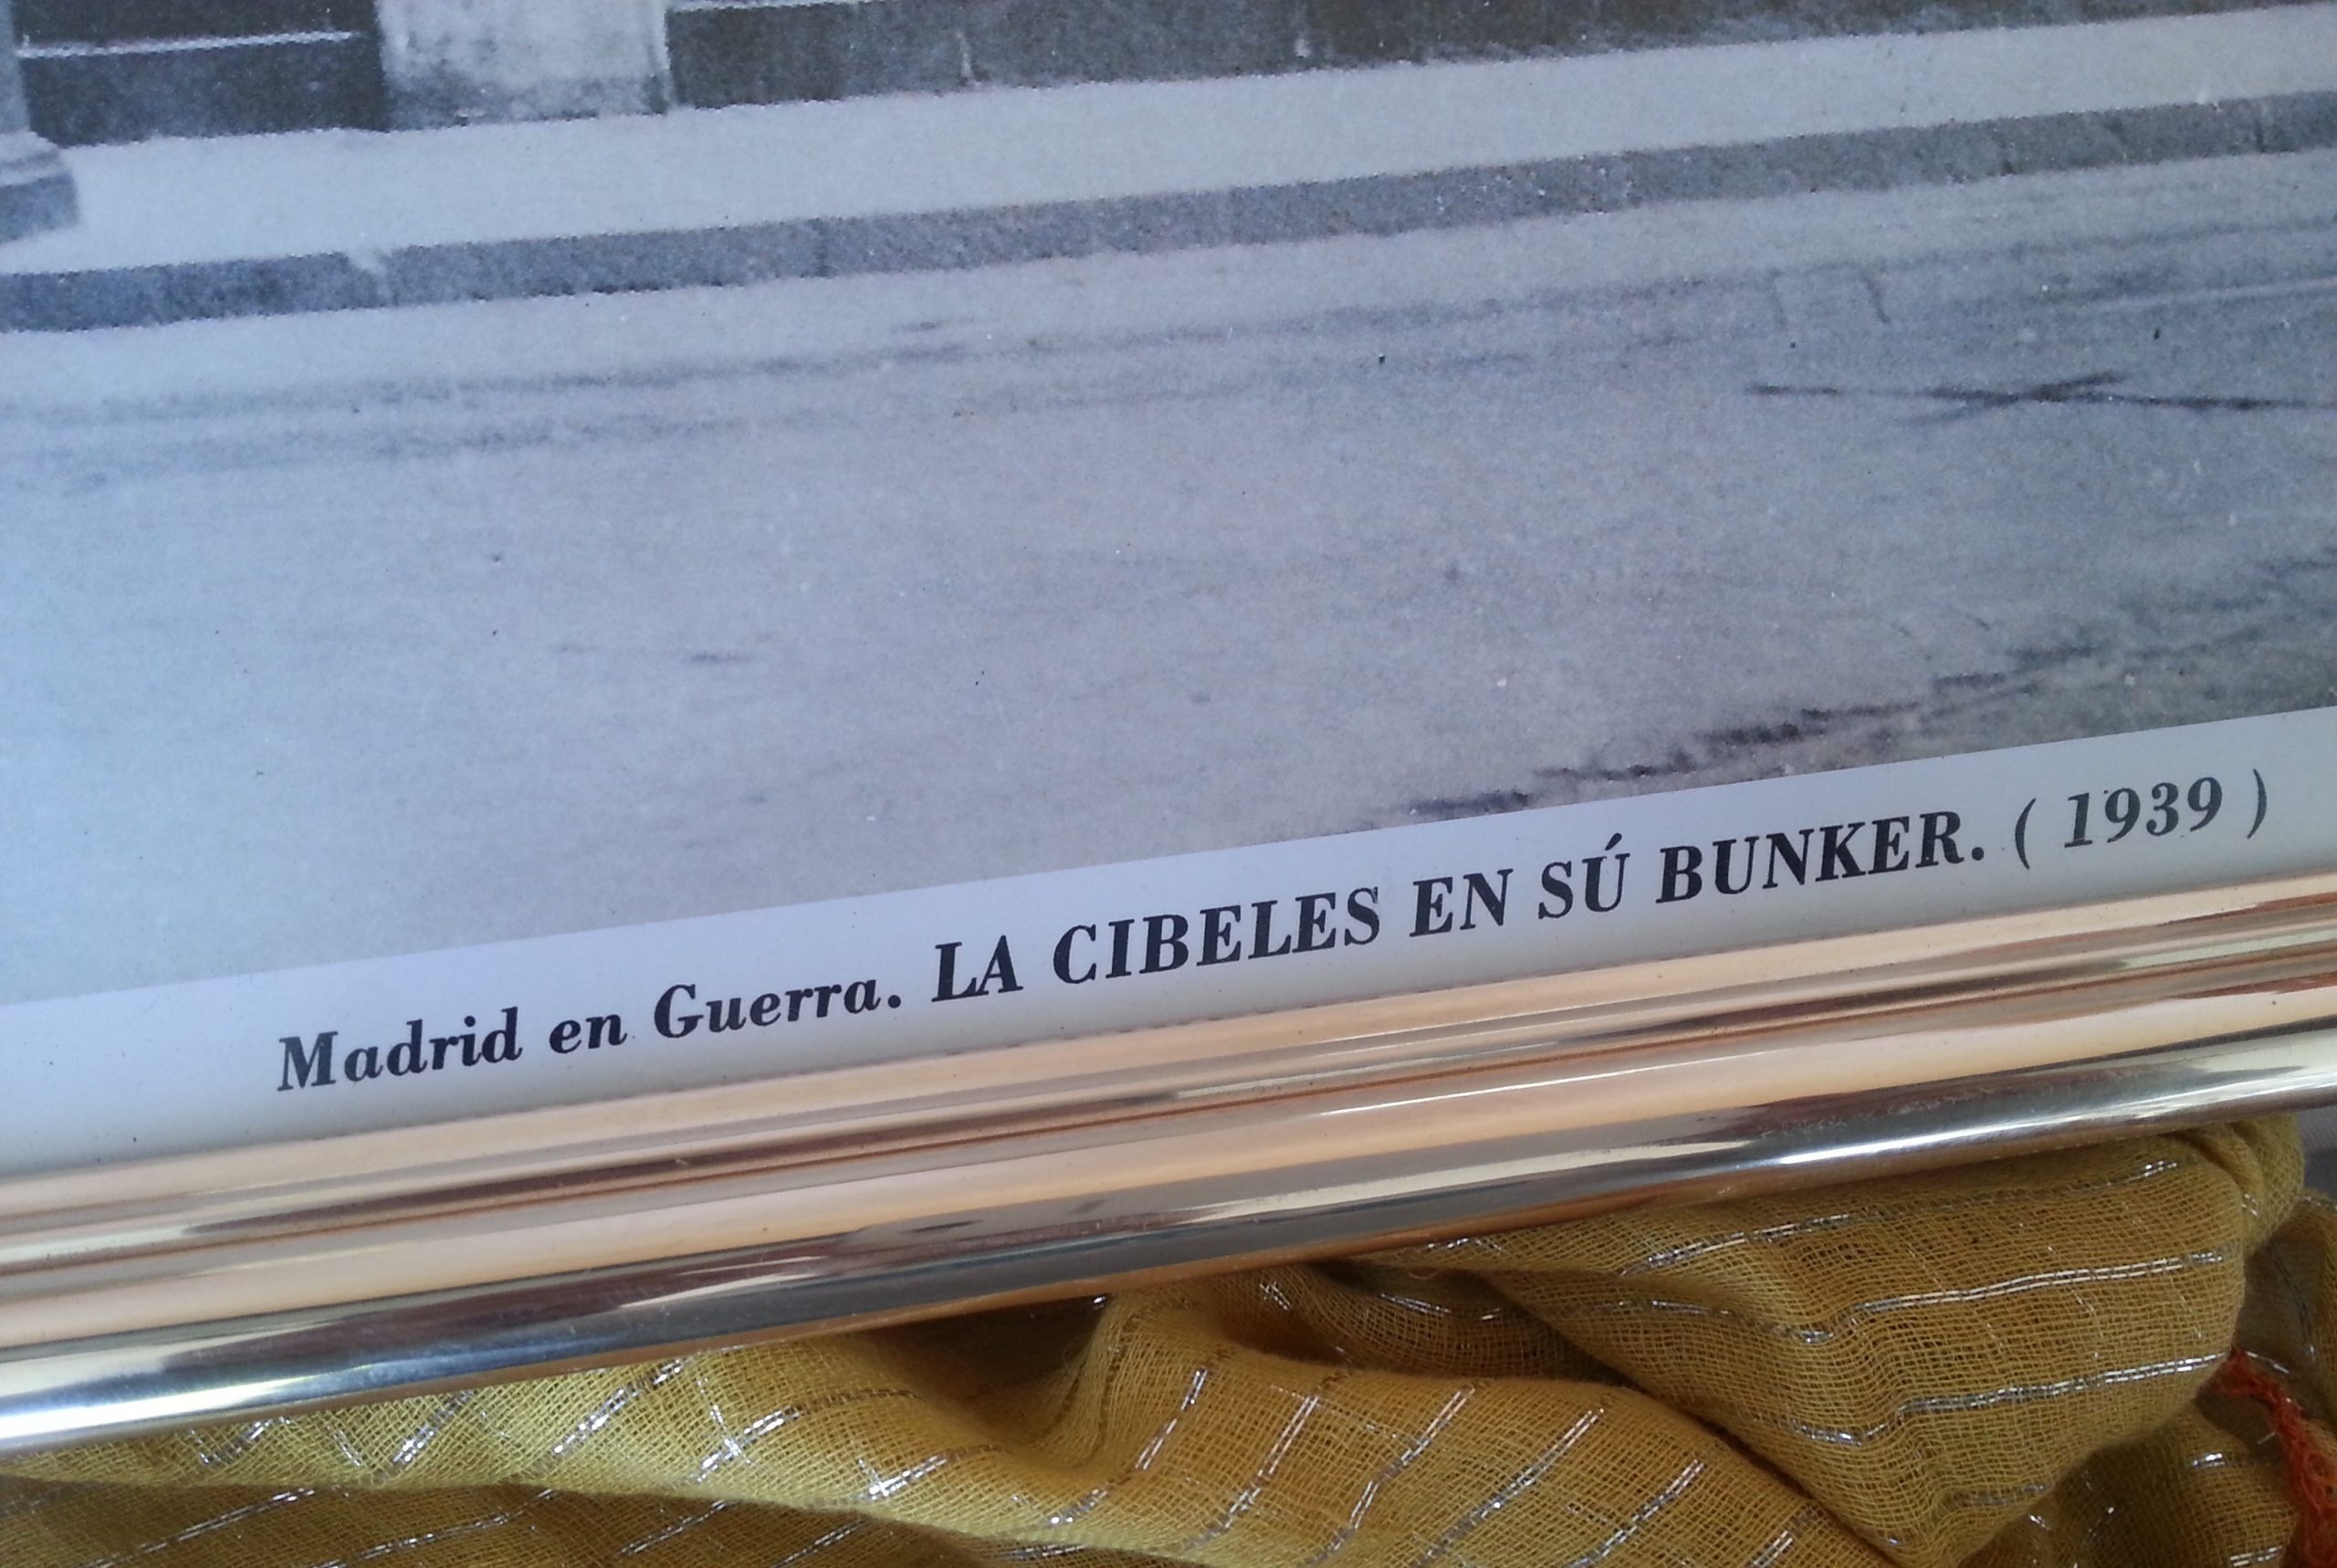 Madrid en Guerra. LA CIBELES EN SÚ BUNKER. ( 1939 )